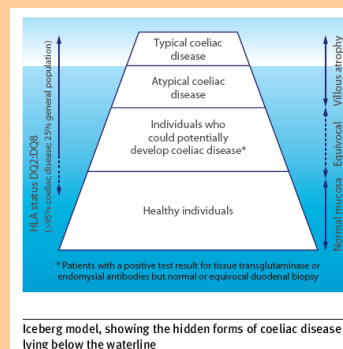 Typical coeliac
disease
Atypical coeliac
disease
Individuals who
could potentially
develop coeliac disease*
Healthy individuals
HLA status DQ2:DQ8
(>95% coeliac disease; 25% general population)
Villous atrophy
Equivocal
Normal mucosa
* Patients with a positive test result for tissue transglutaminase or
endomysial antibodies but normal or equivocal duodenal biopsy
Iceberg model, showing the hidden forms of coeliac disease
lying below the waterline